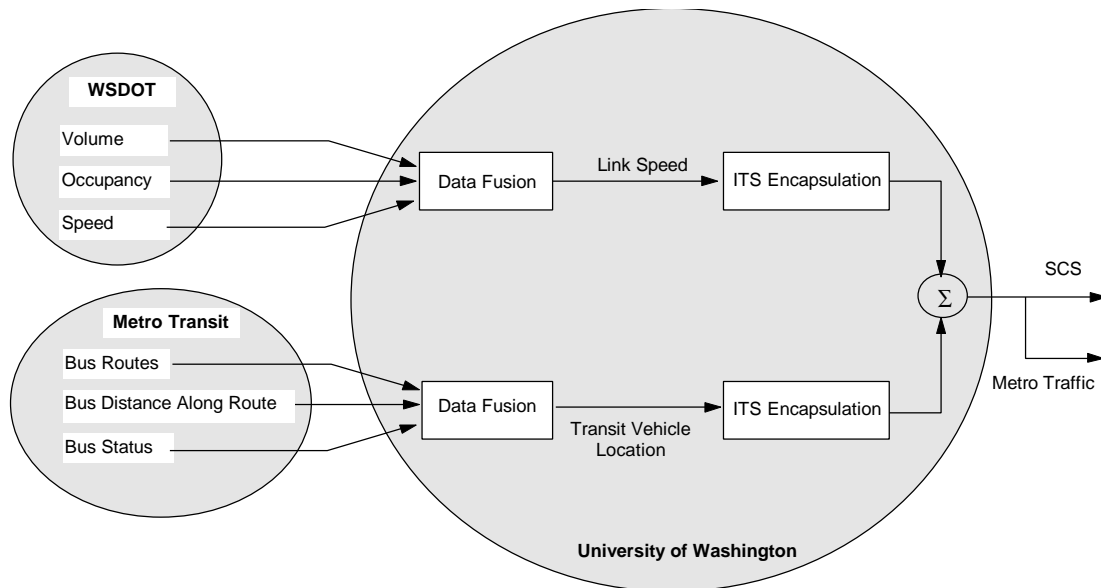 WSDOT
Volume
Occupancy
Speed
Data Fusion
Link Speed
ITS Encapsulation
Σ
SCS
Metro Traffic
Metro Transit
Bus Routes
Bus Distance Along Route
Bus Status
Data Fusion
Transit Vehicle
Location
ITS Encapsulation
University of Washington